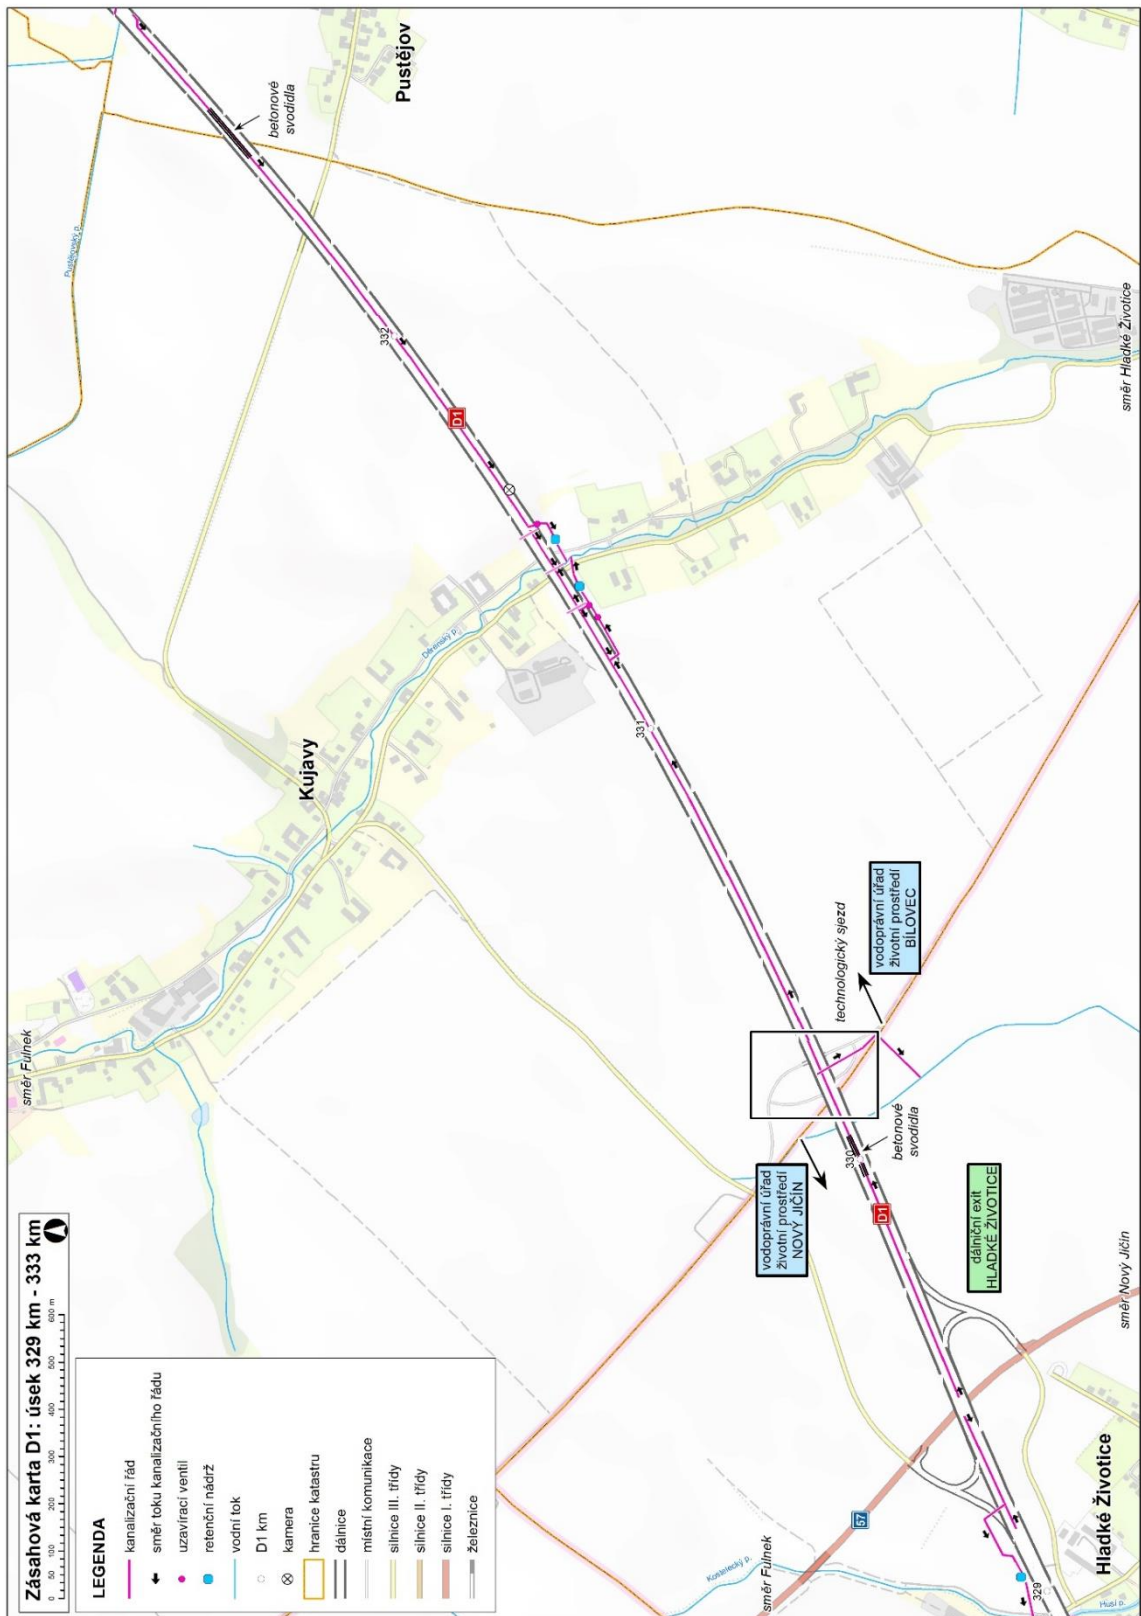 Zásahová karta D1: úsek 329 km - 333 km
0 50 100 200 300 400 500 600 m
LEGENDA
kanalizační řád
směr toku kanalizačního řádu
uzavírací ventil
retenční nádrž
vodní tok
D1 km
kamera
hranice katastru
dálnice
místní komunikace
silnice III. třídy
silnice II. třídy
silnice I. třídy
železnice
směr Fulnek
Kujavy
Děrenský p.
Pustějovský p.
betonové
svodidla
Pustějov
332
D1
331
směr Hladké Životice
technologický sjezd
vodoprávní úřad
životní prostředí
BÍLOVEC
vodoprávní úřad
životní prostředí
NOVÝ JIČÍN
330
betonové
svodidla
D1
dálniční exit
HLADKÉ ŽIVOTICE
směr Nový Jičín
57
směr Fulnek
Kostelecký p.
329
Husí p.
Hladké Životice